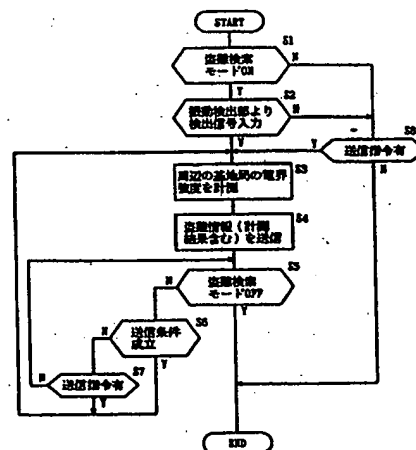 START
S1
盗難検索
モードON
N
Y
S2
振動検出部より
検出信号入力
N
Y
Y
S8
送信指令有
N
S3
周辺の基地局の電界
強度を計測
S4
盗難情報(計測
結果含む)を送信
S5
N
盗難検索
モードOFF
Y
S6
N
送信条件
成立
Y
S7
N
送信指令有
Y
END